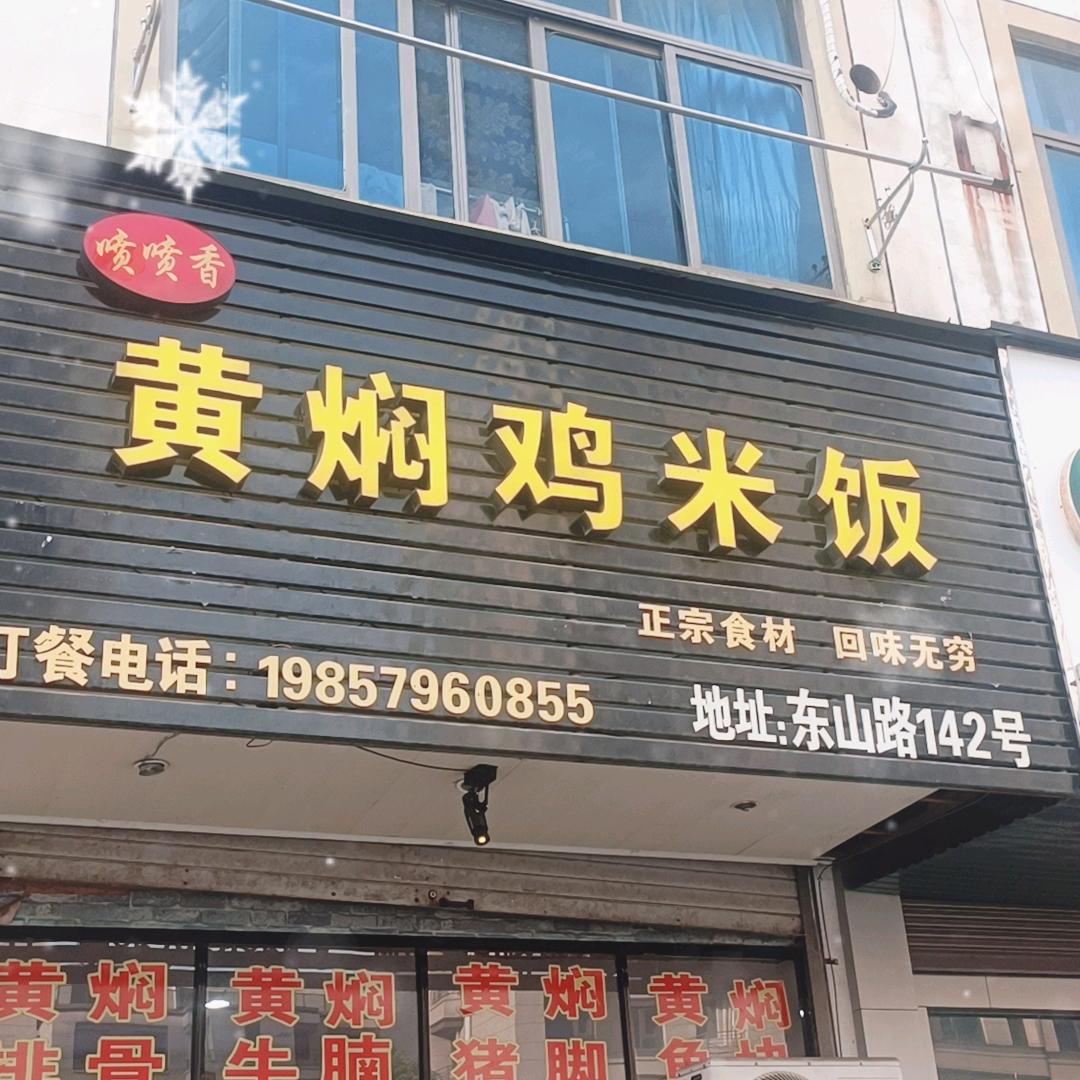 喷喷香
黄焖鸡米饭
正宗食材 回味无穷
订餐电话：19857960855
地址:东山路142号
黄焖 黄焖 黄焖 黄焖
排骨 牛腩 猪脚 鱼块